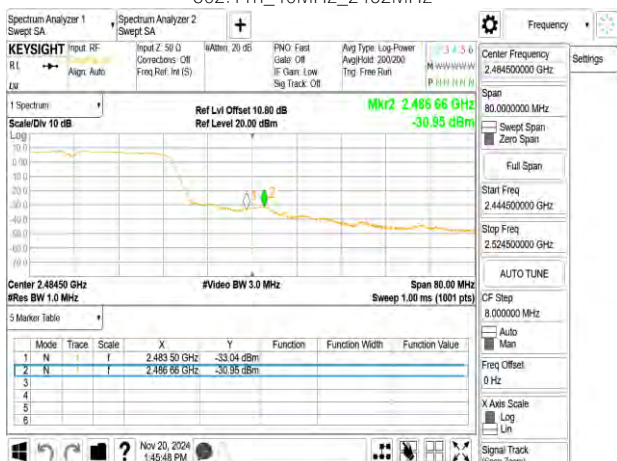 Spectrum Analyzer 1
Swept SA
Spectrum Analyzer 2
Swept SA
+
Frequency
KEYSIGHT
RL
Input: RF
Align: Auto
Input Z: 50 Ω
Corrections: Off
Freq Ref: Int (S)
#Atten: 20 dB
PNO: Fast
Gate: Off
IF Gain: Low
Sig Track: Off
Avg Type: Log-Power
Avg|Hold: 200/200
Trig: Free Run
Center Frequency
2.484500000 GHz
Settings
Span
80.0000000 MHz
Swept Span
Zero Span
Full Span
Start Freq
2.444500000 GHz
Stop Freq
2.524500000 GHz
AUTO TUNE
CF Step
8.000000 MHz
Auto
Man
Freq Offset
0 Hz
X Axis Scale
Log
Lin
Signal Track
1 Spectrum
Scale/Div 10 dB
Ref Lvl Offset 10.80 dB
Ref Level 20.00 dBm
Mkr2 2.486 66 GHz
-30.95 dBm
Log
2
Center 2.48450 GHz
#Res BW 1.0 MHz
#Video BW 3.0 MHz
Span 80.00 MHz
Sweep 1.00 ms (1001 pts)
5 Marker Table
Mode Trace Scale X Y Function Function Width Function Value
1 N 1 f 2.483 50 GHz -33.04 dBm
2 N 1 f 2.486 66 GHz -30.95 dBm
3
4
5
6
?
Nov 20, 2024
1:45:48 PM